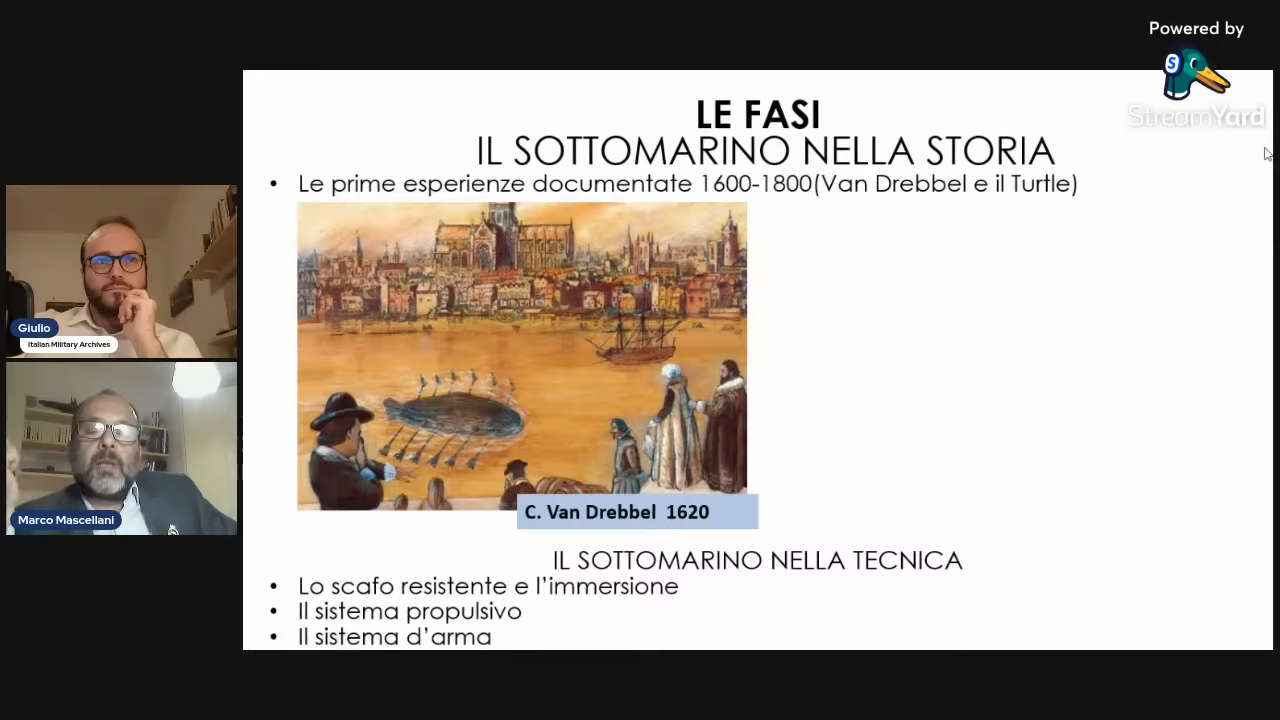 Powered by
StreamYard
LE FASI
IL SOTTOMARINO NELLA STORIA
• Le prime esperienze documentate 1600-1800(Van Drebbel e il Turtle)
Giulio
Italian Military Archives
Marco Mascellani
C. Van Drebbel 1620
IL SOTTOMARINO NELLA TECNICA
• Lo scafo resistente e l'immersione
• Il sistema propulsivo
• Il sistema d'arma